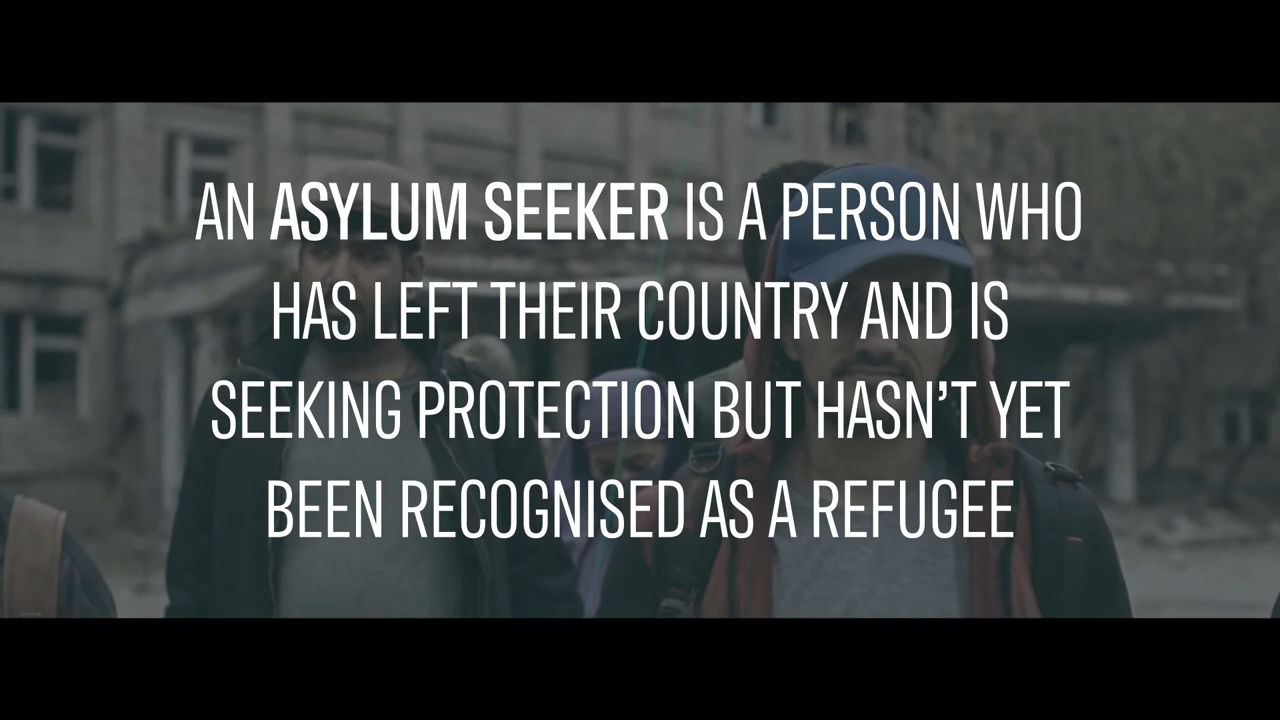 AN ASYLUM SEEKER IS A PERSON WHO
HAS LEFT THEIR COUNTRY AND IS
SEEKING PROTECTION BUT HASN’T YET
BEEN RECOGNISED AS A REFUGEE